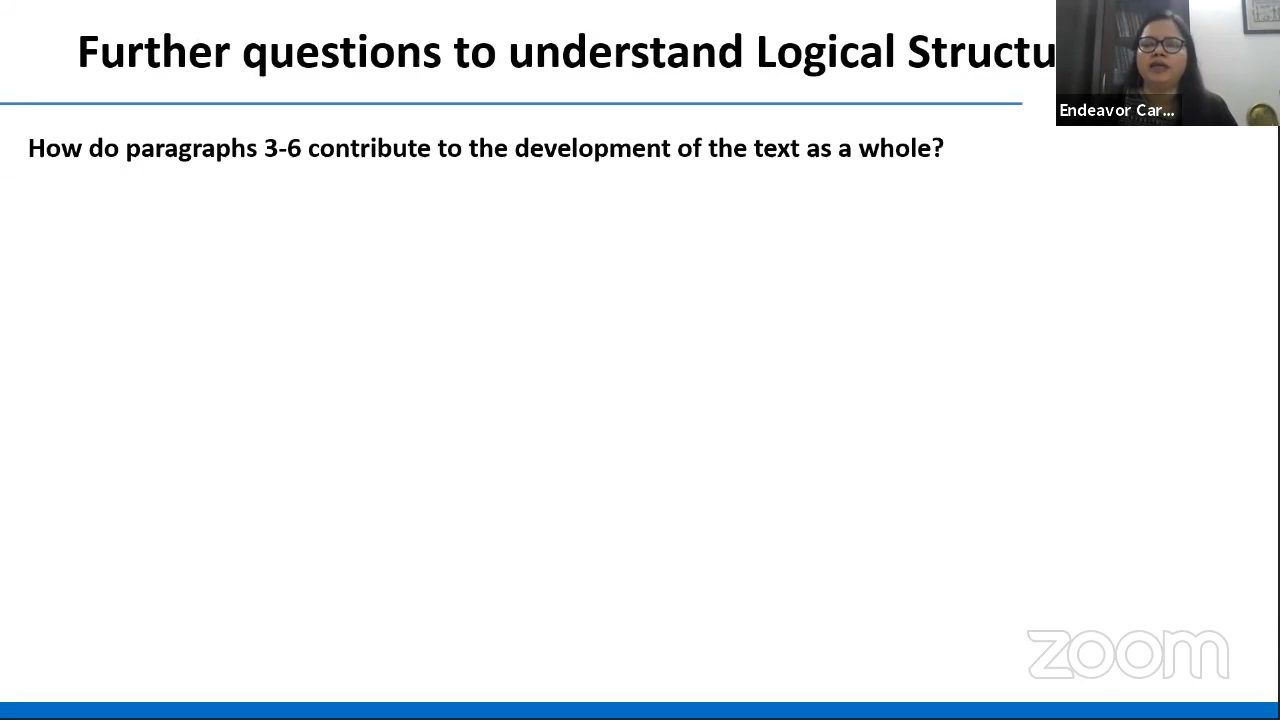 Further questions to understand Logical Structu
Endeavor Car...
How do paragraphs 3-6 contribute to the development of the text as a whole?
zoom